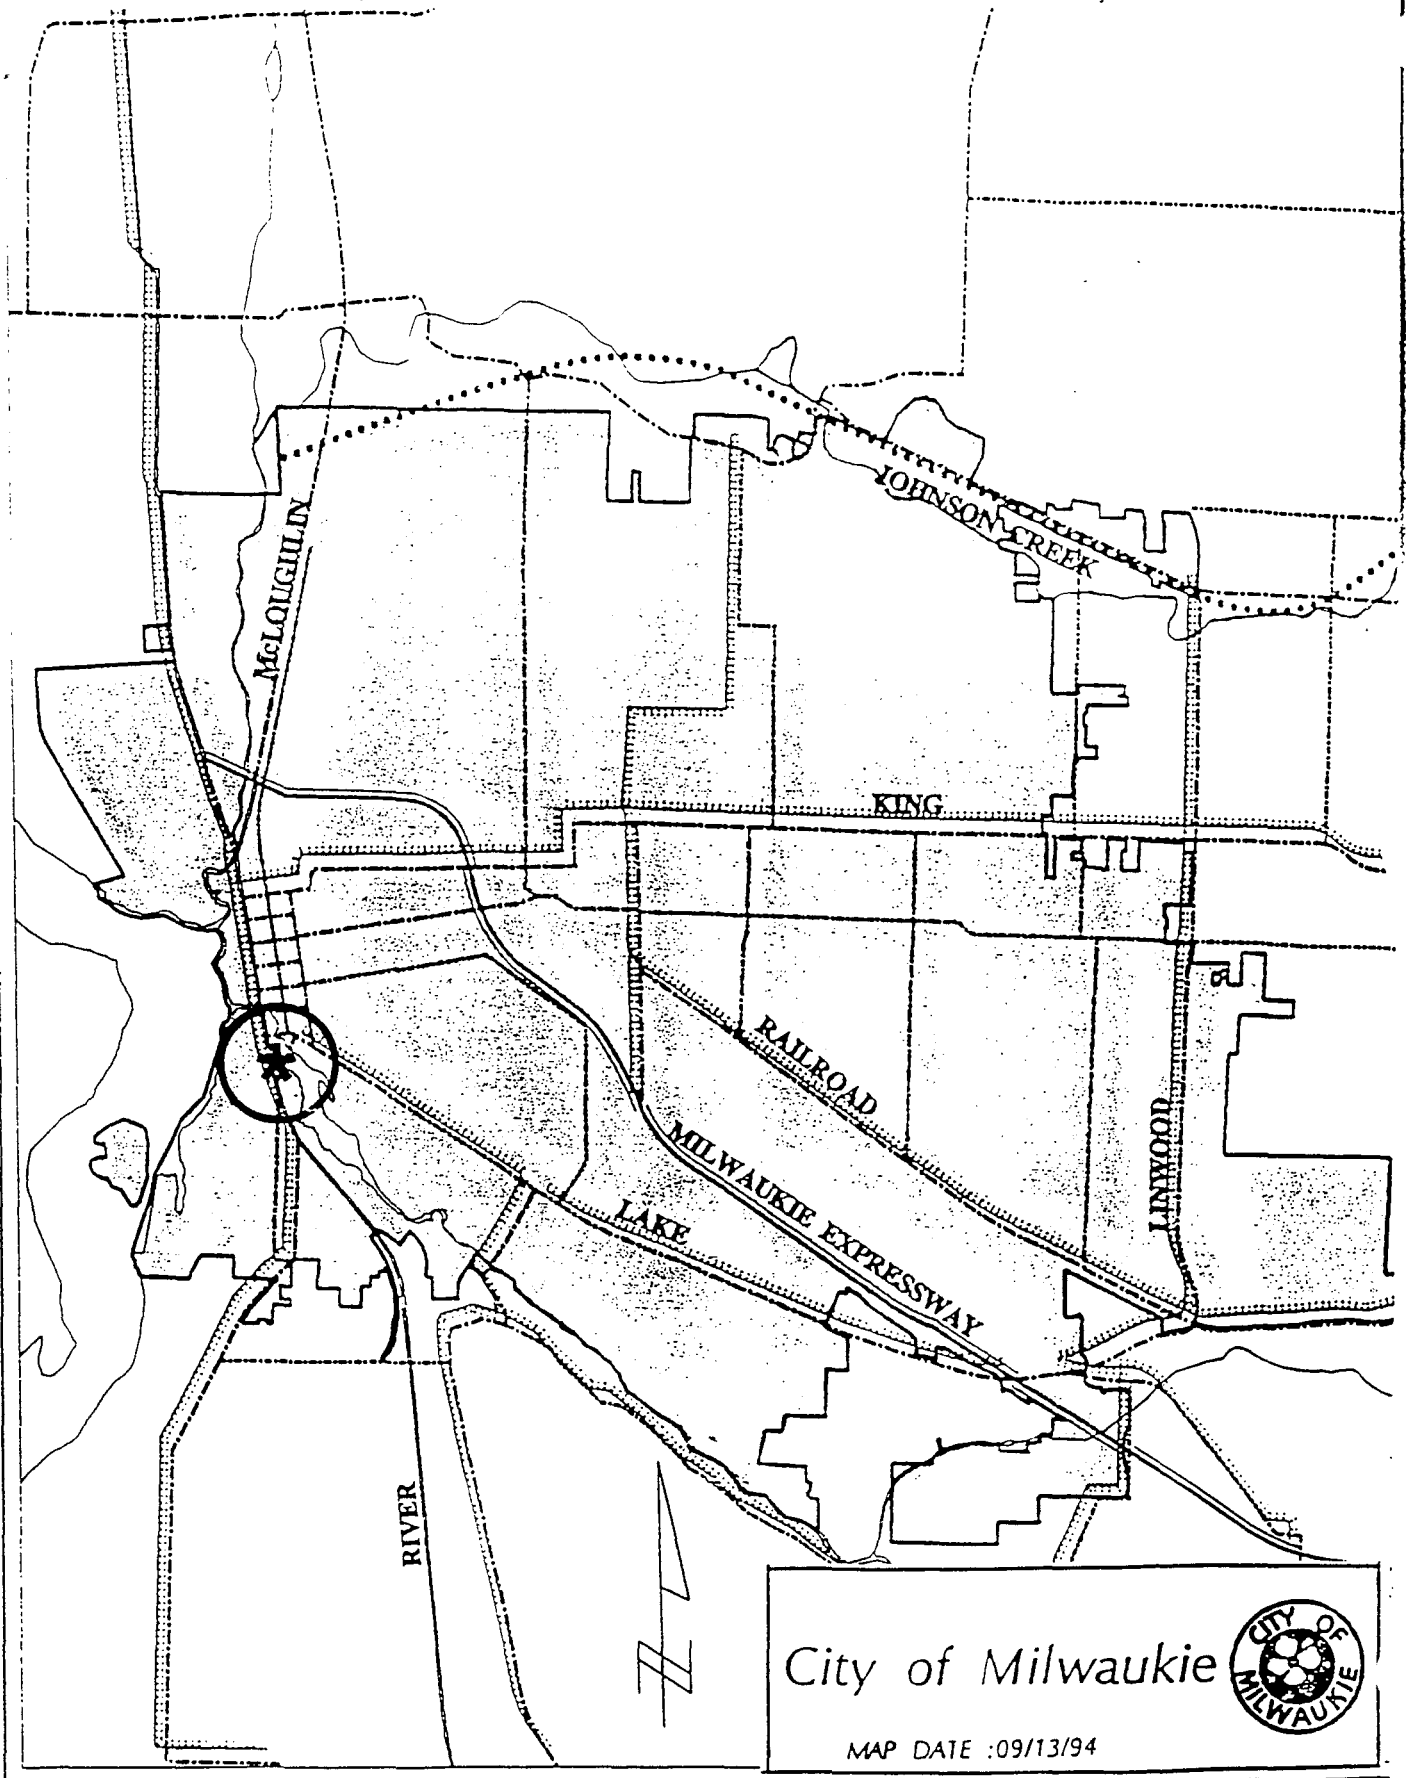 JOHNSON CREEK
McLOUGHLIN
KING
RAILROAD
MILWAUKIE EXPRESSWAY
LINWOOD
LAKE
RIVER
N
City of Milwaukie
CITY OF
MILWAUKIE
MAP DATE :09/13/94